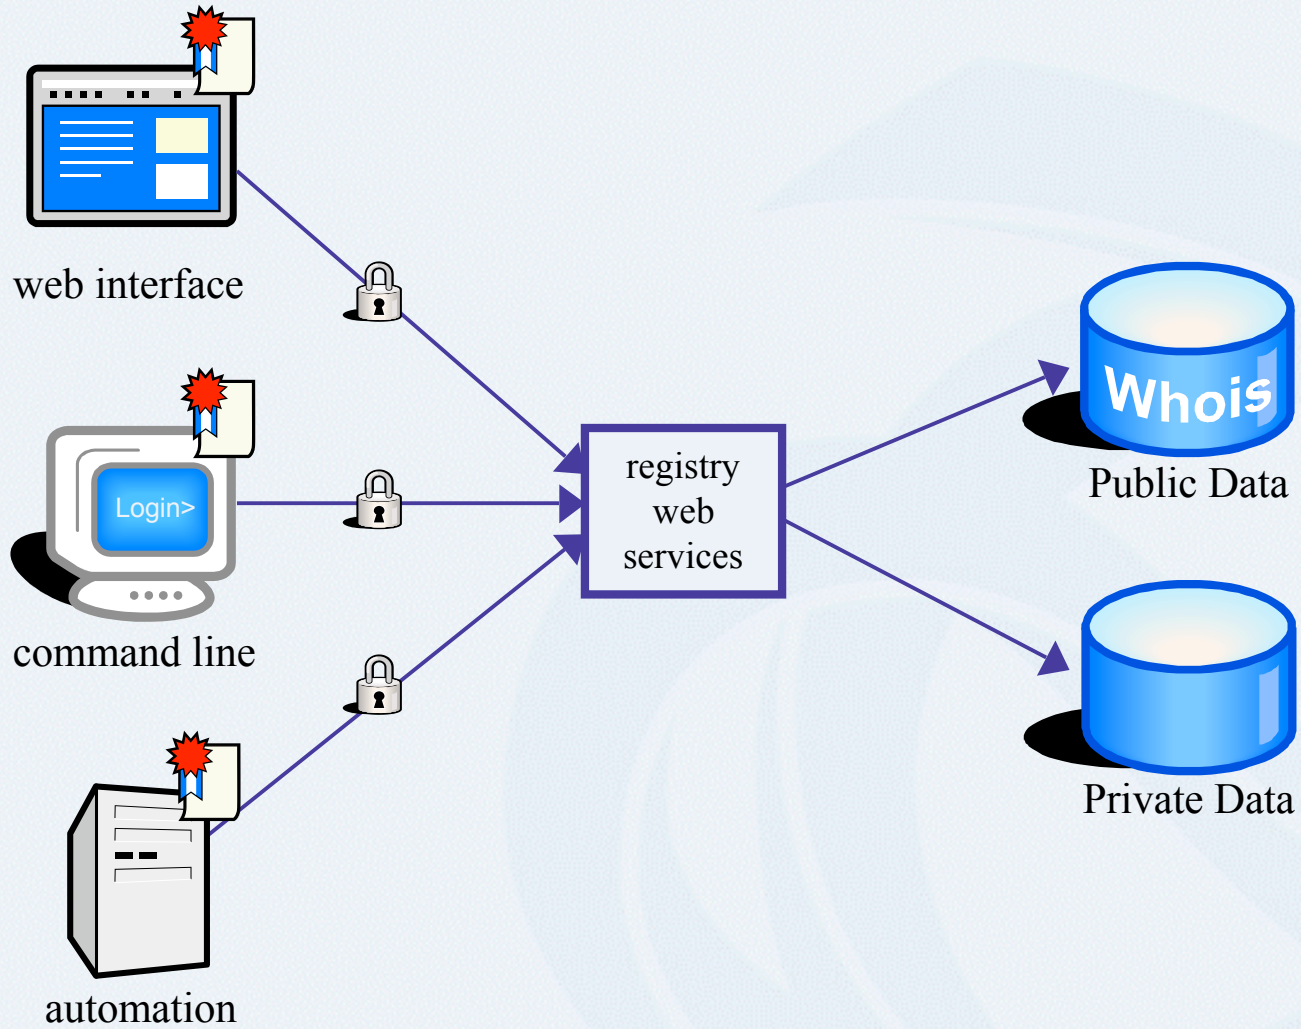 web interface
Login>
command line
automation
registry
web
services
Whois
Public Data
Private Data